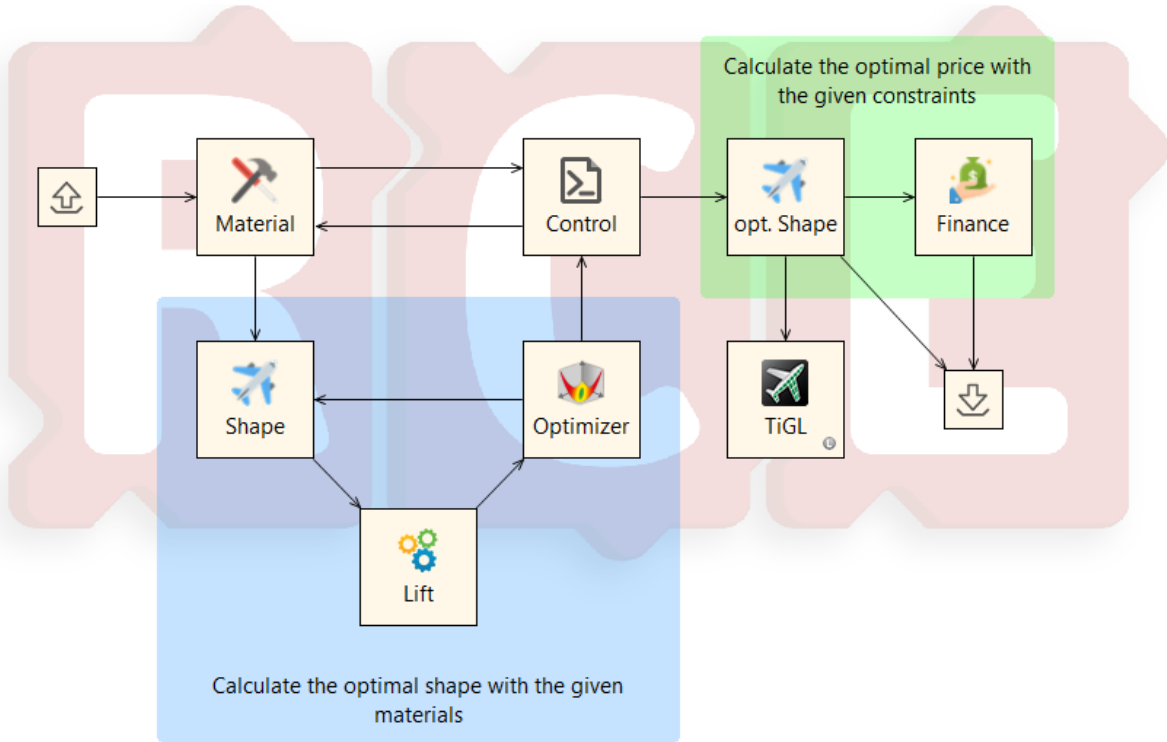 Calculate the optimal price with
the given constraints
Material
Control
opt. Shape
Finance
Shape
Optimizer
TiGL
Lift
Calculate the optimal shape with the given
materials